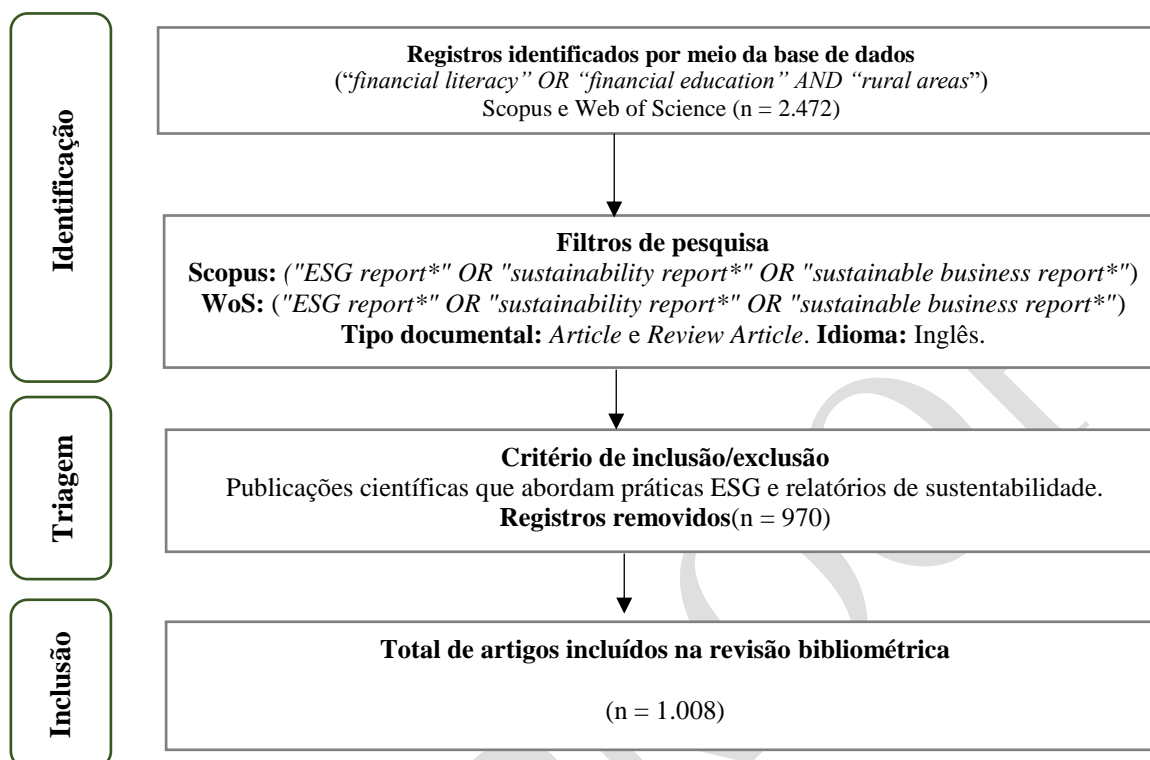 Identificação
Registros identificados por meio da base de dados
(“financial literacy” OR “financial education” AND “rural areas”)
Scopus e Web of Science (n = 2.472)
Filtros de pesquisa
Scopus: ("ESG report*" OR "sustainability report*" OR "sustainable business report*")
WoS: ("ESG report*" OR "sustainability report*" OR "sustainable business report*")
Tipo documental: Article e Review Article. Idioma: Inglês.
Triagem
Critério de inclusão/exclusão
Publicações científicas que abordam práticas ESG e relatórios de sustentabilidade.
Registros removidos(n = 970)
Inclusão
Total de artigos incluídos na revisão bibliométrica
(n = 1.008)